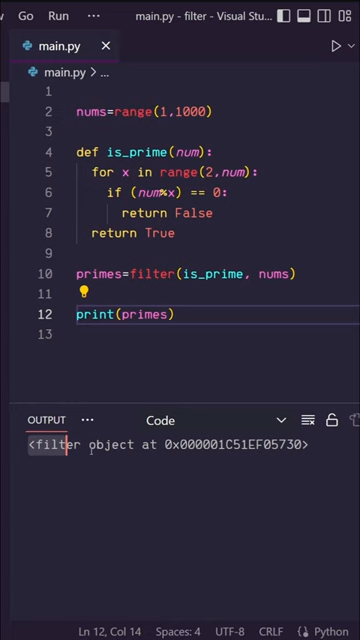 Go Run ··· main.py - filter - Visual Stu...
main.py
main.py > ...
1
2 nums=range(1,1000)
3
4 def is_prime(num):
5 for x in range(2,num):
6 if (num%x) == 0:
7 return False
8 return True
9
10 primes=filter(is_prime, nums)
11
12 print(primes)
13
OUTPUT ··· Code
<filter object at 0x000001C51EF05730>
Ln 12, Col 14 Spaces: 4 UTF-8 CRLF Python